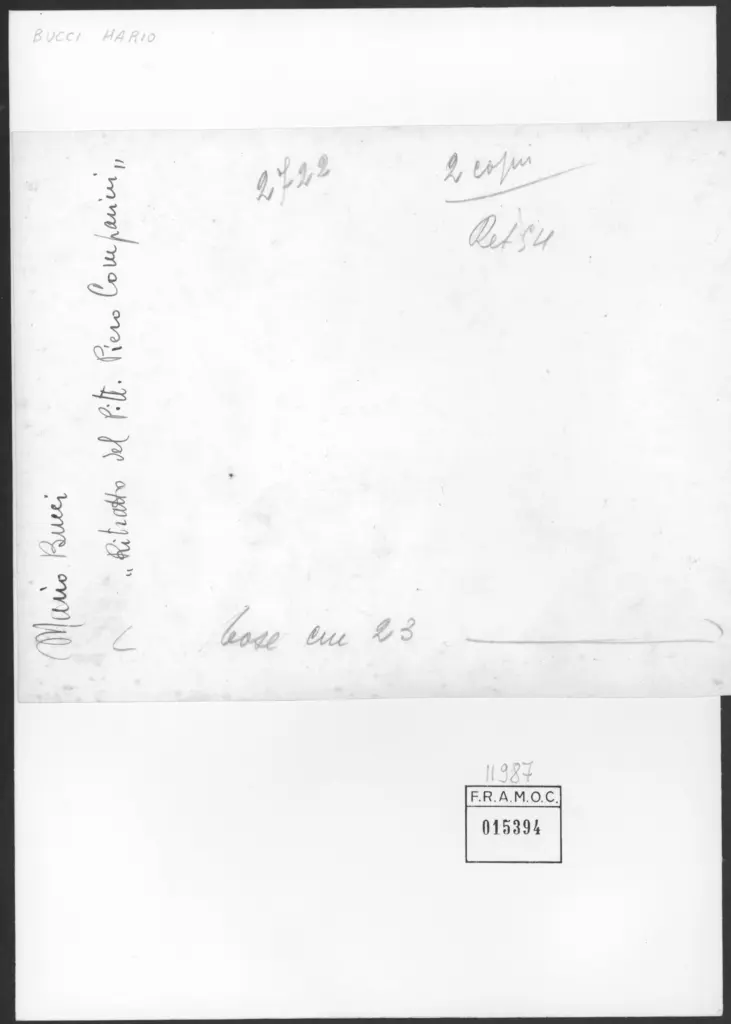 BUCCI MARIO
2722
2 copie
Ret 54
Mario Bucci
"Ritratto del Pitt. Piero Companini"
base cm 23
11987
F.R.A.M.O.C.
015394